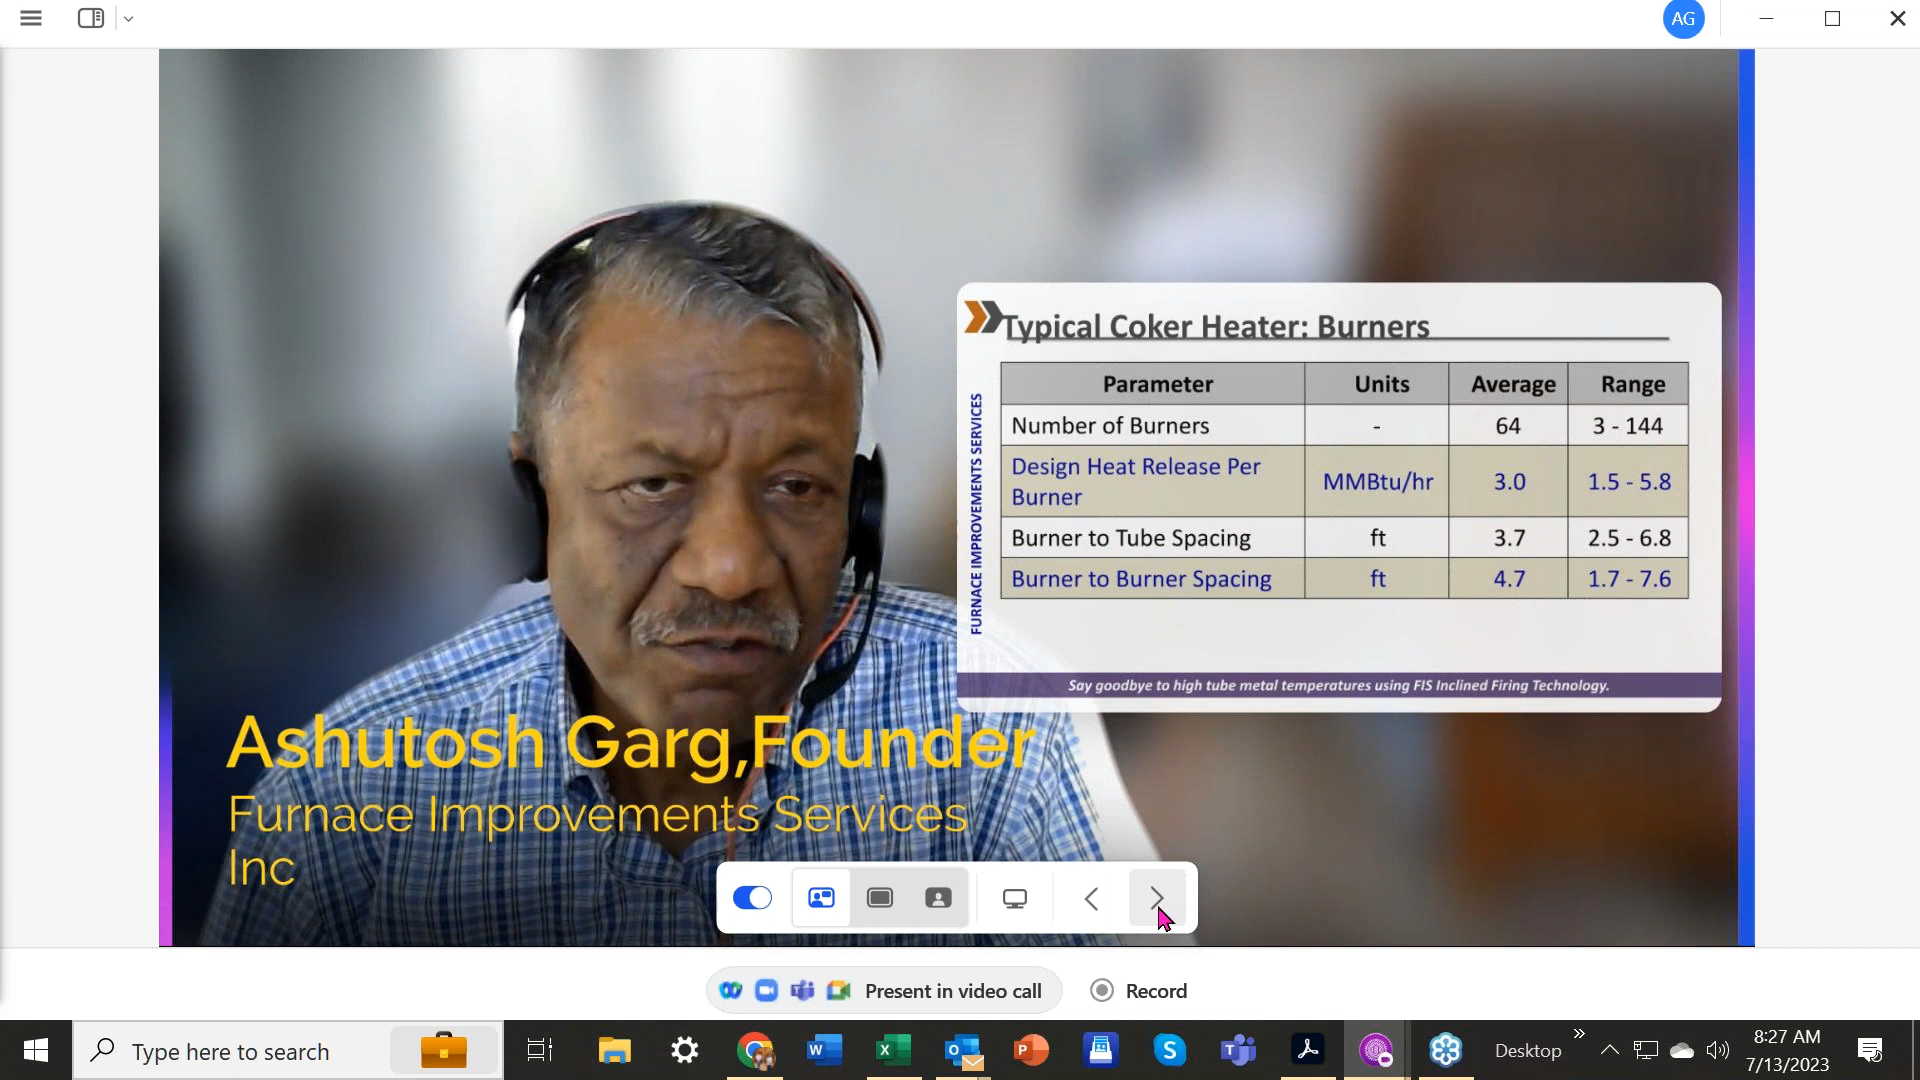 AG
Typical Coker Heater: Burners
FURNACE IMPROVEMENTS SERVICES
Parameter Units Average Range
Number of Burners - 64 3 - 144
Design Heat Release Per
Burner MMBtu/hr 3.0 1.5 - 5.8
Burner to Tube Spacing ft 3.7 2.5 - 6.8
Burner to Burner Spacing ft 4.7 1.7 - 7.6
Say goodbye to high tube metal temperatures using FIS Inclined Firing Technology.
Ashutosh Garg,Founder
Furnace Improvements Services
Inc
Present in video call Record
Type here to search
Desktop
8:27 AM
7/13/2023